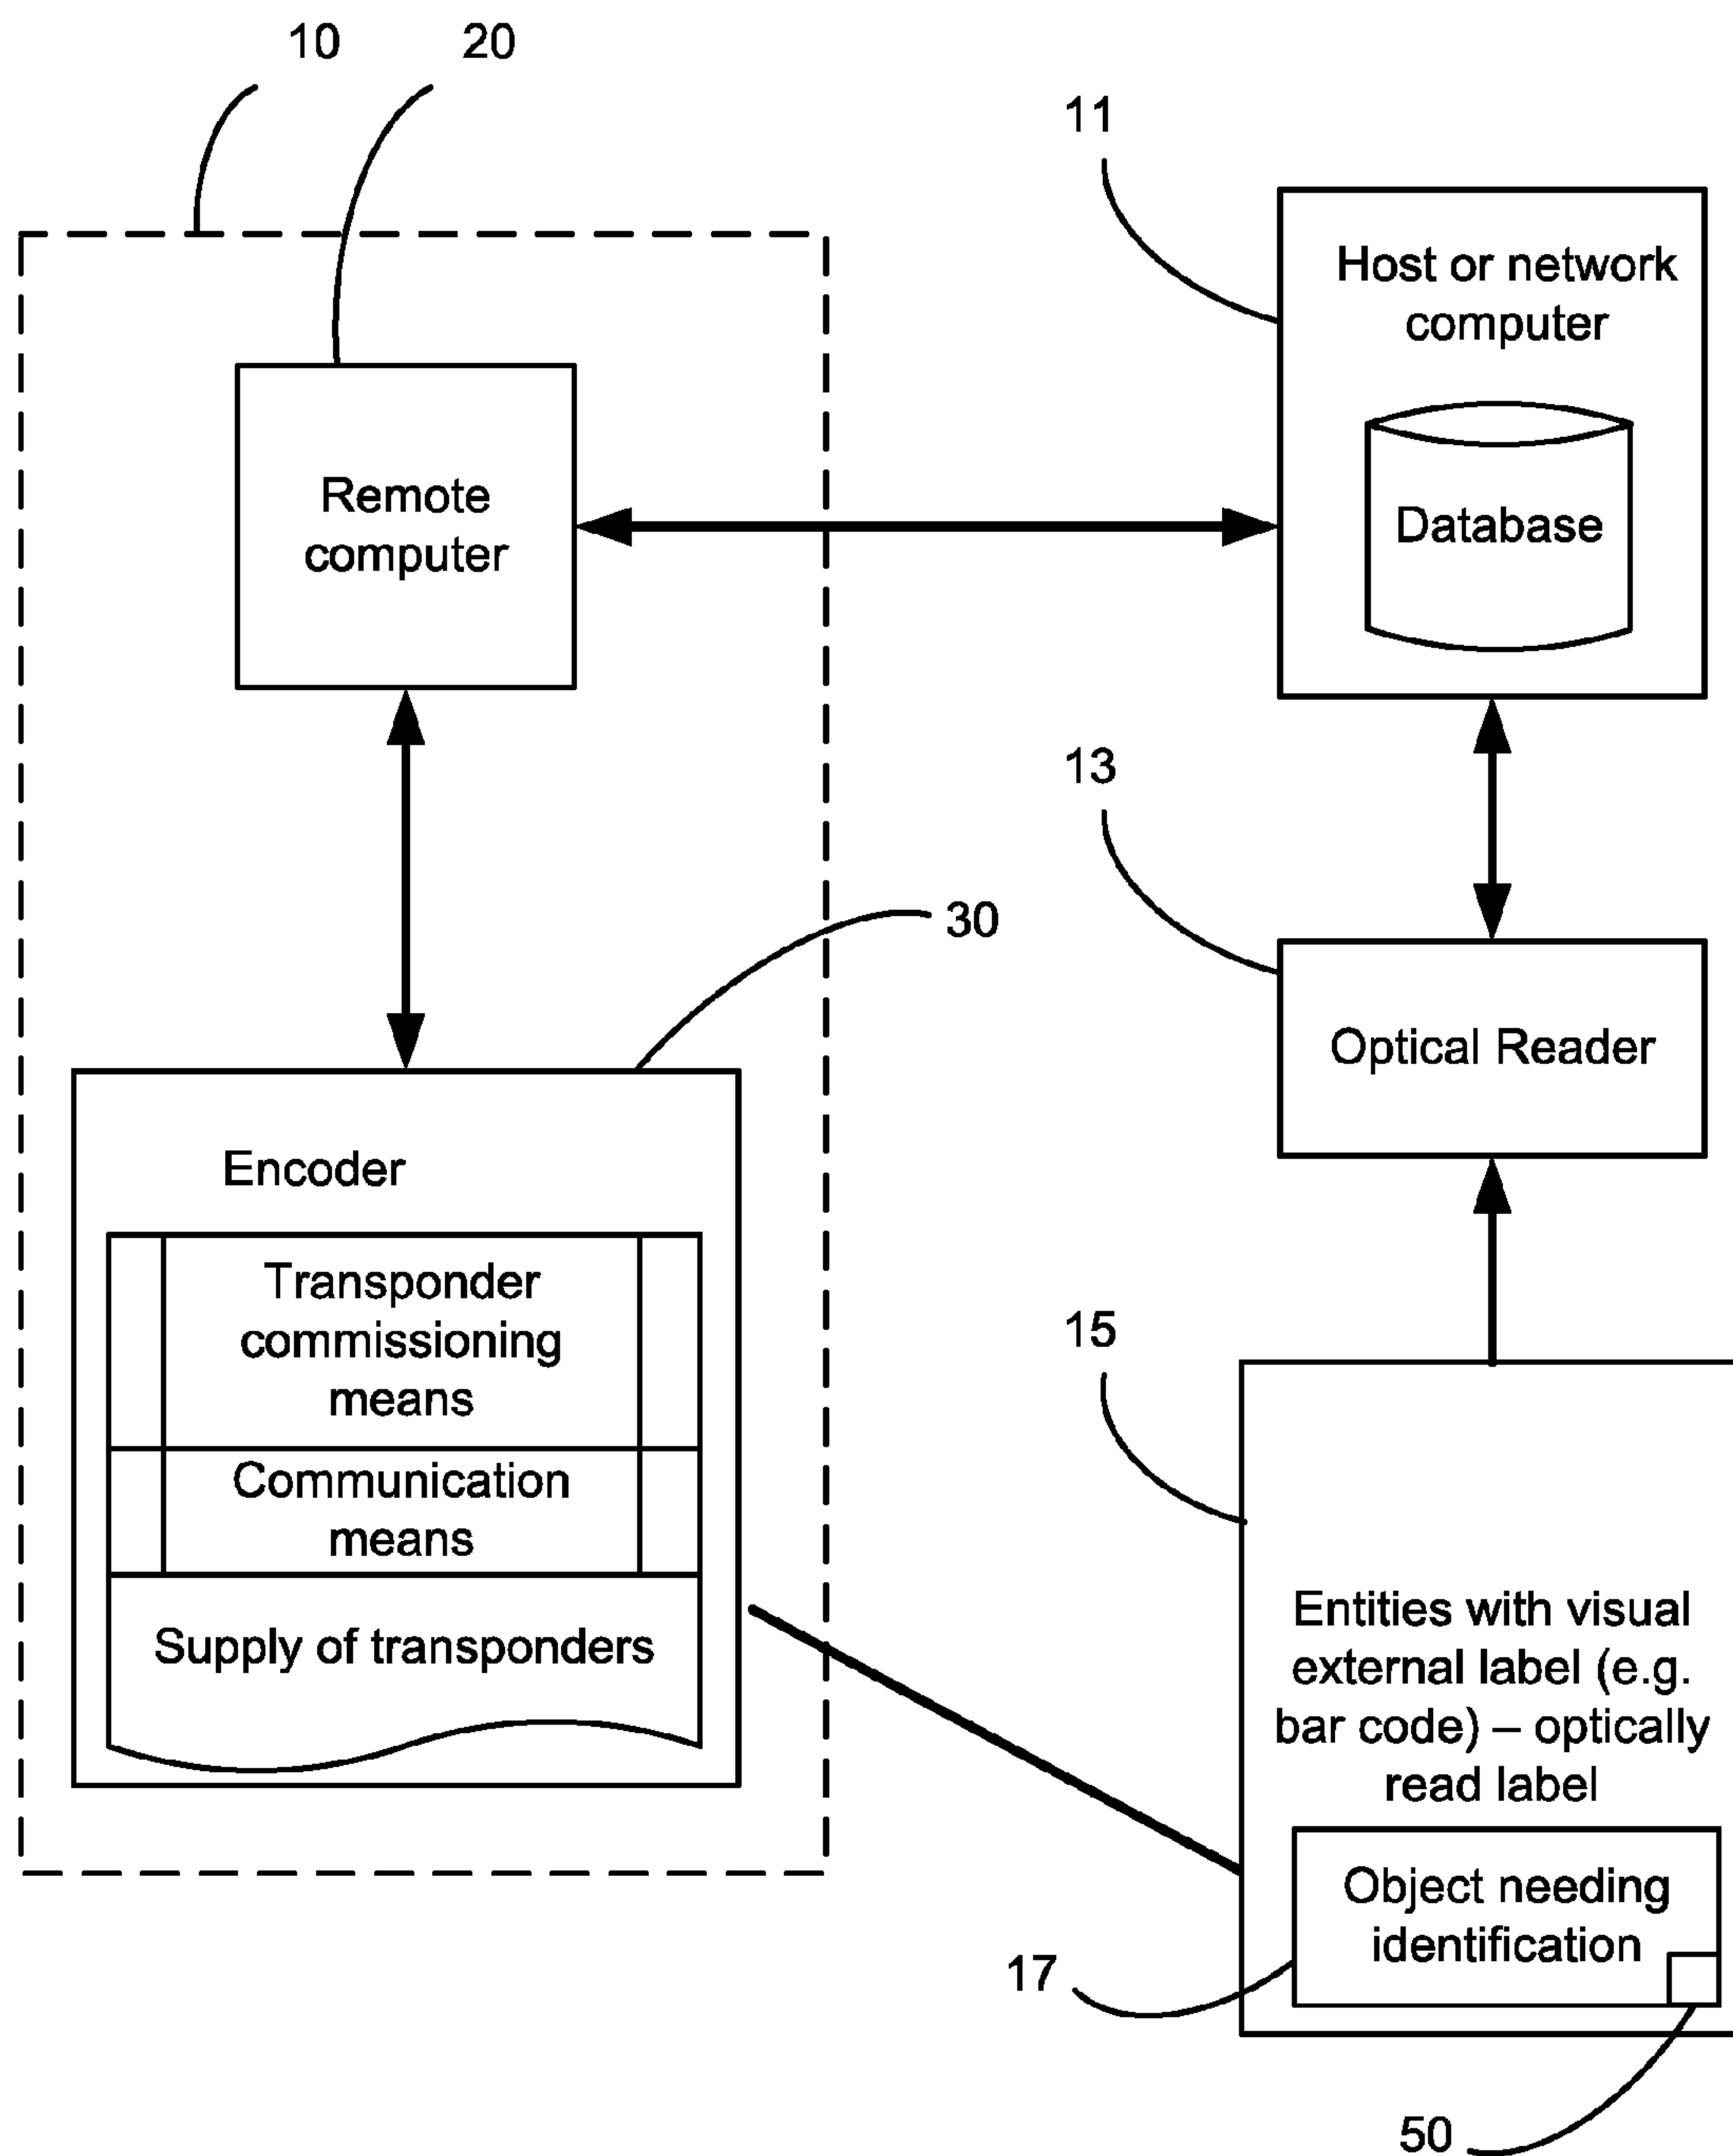 10
20
11
Host or network
computer
Database
Remote
computer
13
30
Optical Reader
Encoder
Transponder
commissioning
means
Communication
means
Supply of transponders
15
Entities with visual
external label (e.g.
bar code) – optically
read label
Object needing
identification
17
50